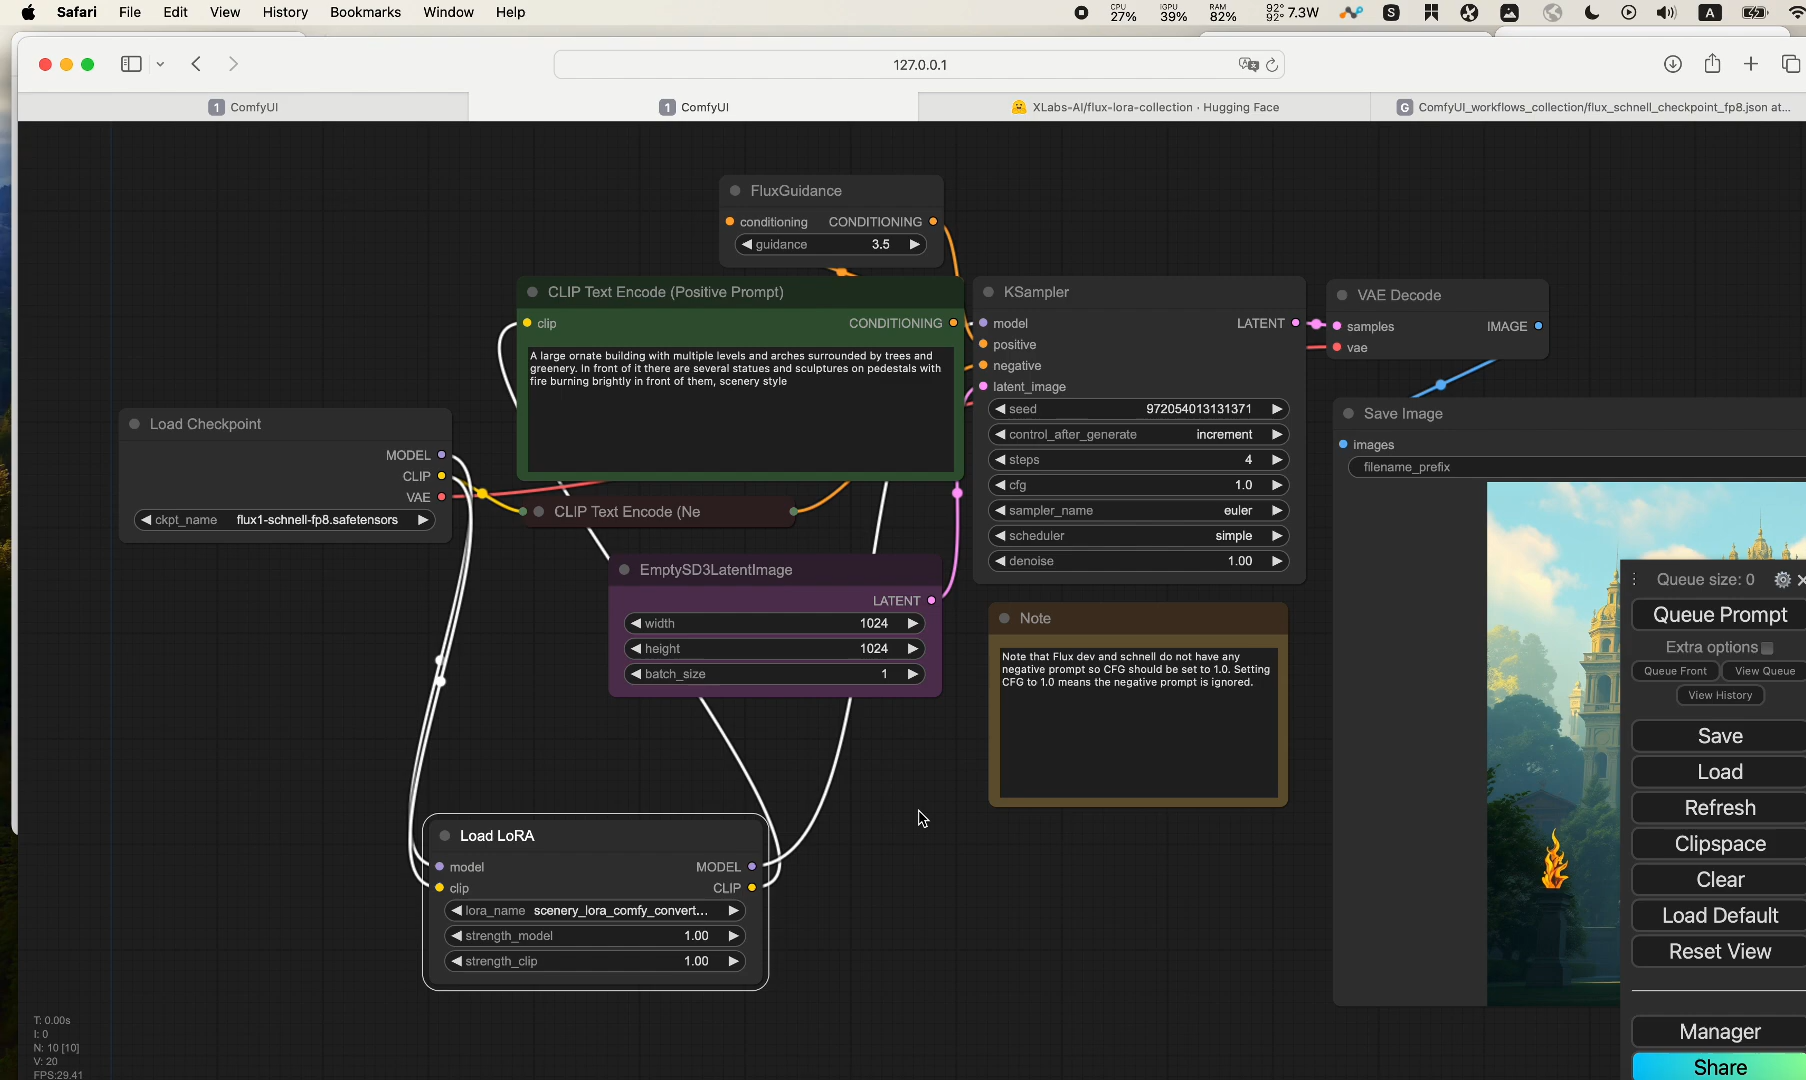 Safari File Edit View History Bookmarks Window Help
CPU 27% IGPU 39% RAM 82% 92° 92° 7.3W S A
127.0.0.1
1 ComfyUI
1 ComfyUI
XLabs-AI/flux-lora-collection · Hugging Face
G ComfyUI_workflows_collection/flux_schnell_checkpoint_fp8.json at...
FluxGuidance
conditioning CONDITIONING
guidance 3.5
CLIP Text Encode (Positive Prompt)
clip CONDITIONING
A large ornate building with multiple levels and arches surrounded by trees and
greenery. In front of it there are several statues and sculptures on pedestals with
fire burning brightly in front of them, scenery style
KSampler
model LATENT
positive
negative
latent_image
seed 972054013131371
control_after_generate increment
steps 4
cfg 1.0
sampler_name euler
scheduler simple
denoise 1.00
VAE Decode
samples IMAGE
vae
Save Image
images
filename_prefix
Load Checkpoint
MODEL
CLIP
VAE
ckpt_name flux1-schnell-fp8.safetensors
CLIP Text Encode (Ne
EmptySD3LatentImage
LATENT
width 1024
height 1024
batch_size 1
Note
Note that Flux dev and schnell do not have any
negative prompt so CFG should be set to 1.0. Setting
CFG to 1.0 means the negative prompt is ignored.
Queue size: 0
Queue Prompt
Extra options
Queue Front View Queue
View History
Save
Load
Refresh
Clipspace
Clear
Load Default
Reset View
Manager
Share
Load LoRA
model MODEL
clip CLIP
lora_name scenery_lora_comfy_convert...
strength_model 1.00
strength_clip 1.00
T: 0.00s
I: 0
N: 10 [10]
V: 20
FPS:29.41